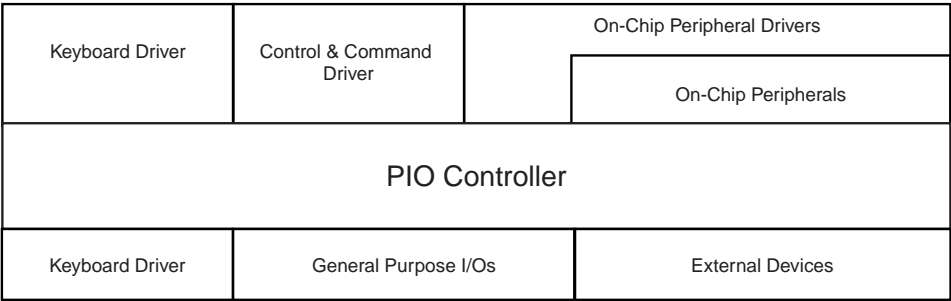 On-Chip Peripheral Drivers
Keyboard Driver
Control & Command
Driver
On-Chip Peripherals
PIO Controller
Keyboard Driver
General Purpose I/Os
External Devices